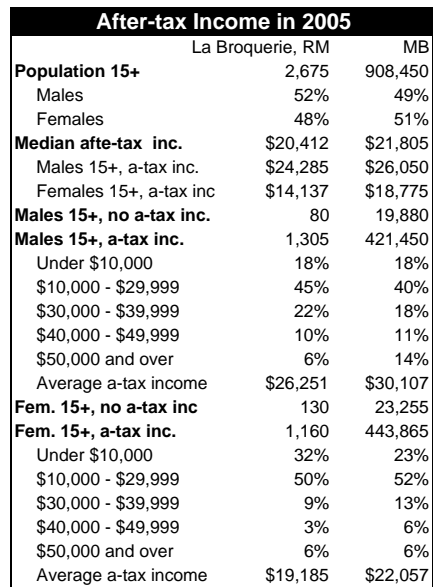 After-tax Income in 2005
La Broquerie, RM MB
Population 15+ 2,675 908,450
Males 52% 49%
Females 48% 51%
Median afte-tax inc. $20,412 $21,805
Males 15+, a-tax inc. $24,285 $26,050
Females 15+, a-tax inc $14,137 $18,775
Males 15+, no a-tax inc. 80 19,880
Males 15+, a-tax inc. 1,305 421,450
Under $10,000 18% 18%
$10,000 - $29,999 45% 40%
$30,000 - $39,999 22% 18%
$40,000 - $49,999 10% 11%
$50,000 and over 6% 14%
Average a-tax income $26,251 $30,107
Fem. 15+, no a-tax inc 130 23,255
Fem. 15+, a-tax inc. 1,160 443,865
Under $10,000 32% 23%
$10,000 - $29,999 50% 52%
$30,000 - $39,999 9% 13%
$40,000 - $49,999 3% 6%
$50,000 and over 6% 6%
Average a-tax income $19,185 $22,057